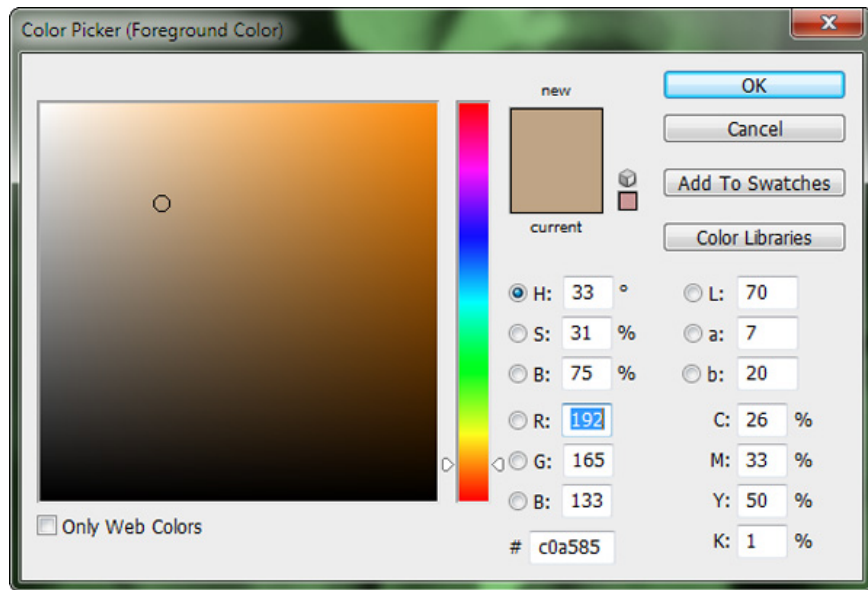 Color Picker (Foreground Color)
new
current
OK
Cancel
Add To Swatches
Color Libraries
H: 33 °
S: 31 %
B: 75 %
R: 192
G: 165
B: 133
# c0a585
L: 70
a: 7
b: 20
C: 26 %
M: 33 %
Y: 50 %
K: 1 %
Only Web Colors